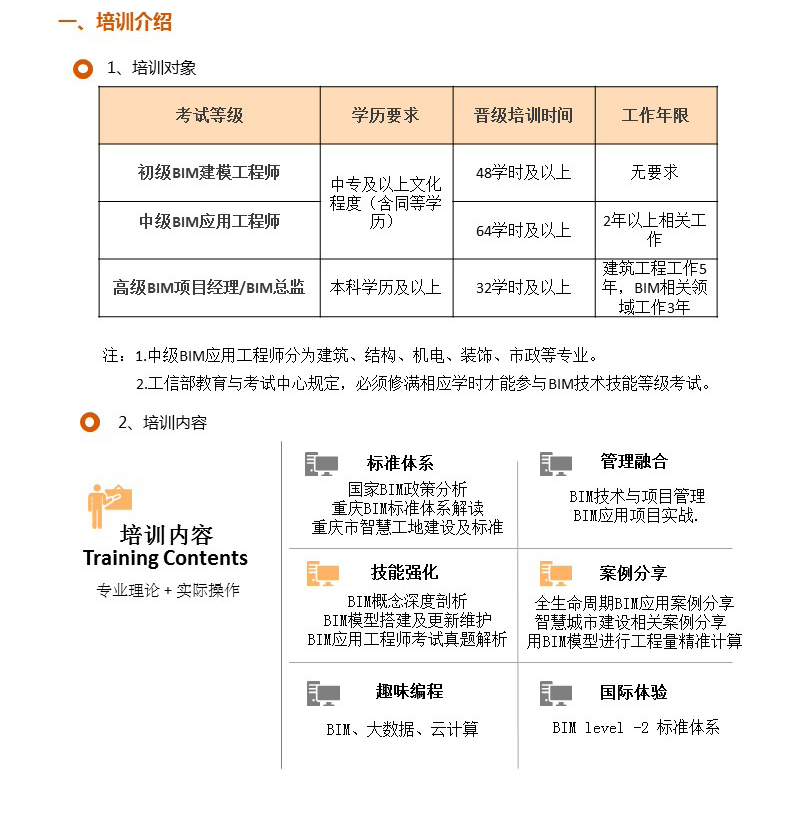 一、培训介绍
1、培训对象
考试等级 学历要求 晋级培训时间 工作年限
初级BIM建模工程师 48学时及以上 无要求
中专及以上文化
程度（含同等学
历）
中级BIM应用工程师 64学时及以上 2年以上相关工
作
高级BIM项目经理/BIM总监 本科学历及以上 32学时及以上
建筑工程工作5
年，BIM相关领
域工作3年
注：1.中级BIM应用工程师分为建筑、结构、机电、装饰、市政等专业。
2.工信部教育与考试中心规定，必须修满相应学时才能参与BIM技术技能等级考试。
2、培训内容
培训内容
Training Contents
专业理论 + 实际操作
标准体系
国家BIM政策分析
重庆BIM标准体系解读
重庆市智慧工地建设及标准
管理融合
BIM技术与项目管理
BIM应用项目实战.
技能强化
BIM概念深度剖析
BIM模型搭建及更新维护
BIM应用工程师考试真题解析
案例分享
全生命周期BIM应用案例分享
智慧城市建设相关案例分享
用BIM模型进行工程量精准计算
趣味编程
BIM、大数据、云计算
国际体验
BIM level -2 标准体系